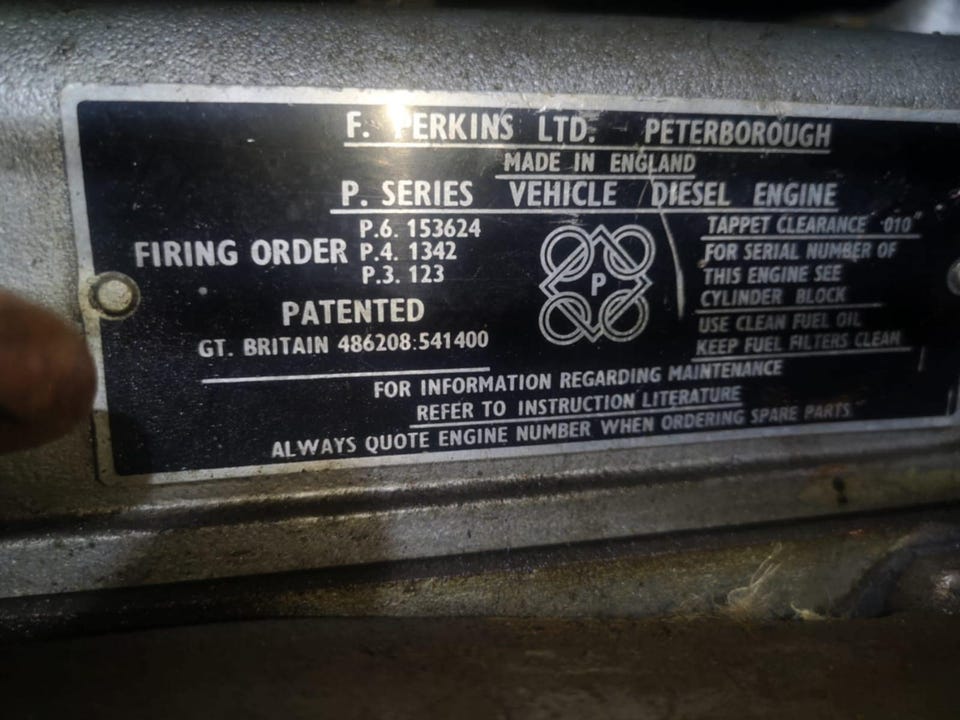 F. PERKINS LTD. PETERBOROUGH
MADE IN ENGLAND
P. SERIES VEHICLE DIESEL ENGINE
FIRING ORDER
P.6. 153624
P.4. 1342
P.3. 123
PATENTED
GT. BRITAIN 486208:541400
P
TAPPET CLEARANCE ·010"
FOR SERIAL NUMBER OF
THIS ENGINE SEE
CYLINDER BLOCK
USE CLEAN FUEL OIL
KEEP FUEL FILTERS CLEAN
FOR INFORMATION REGARDING MAINTENANCE
REFER TO INSTRUCTION LITERATURE
ALWAYS QUOTE ENGINE NUMBER WHEN ORDERING SPARE PARTS